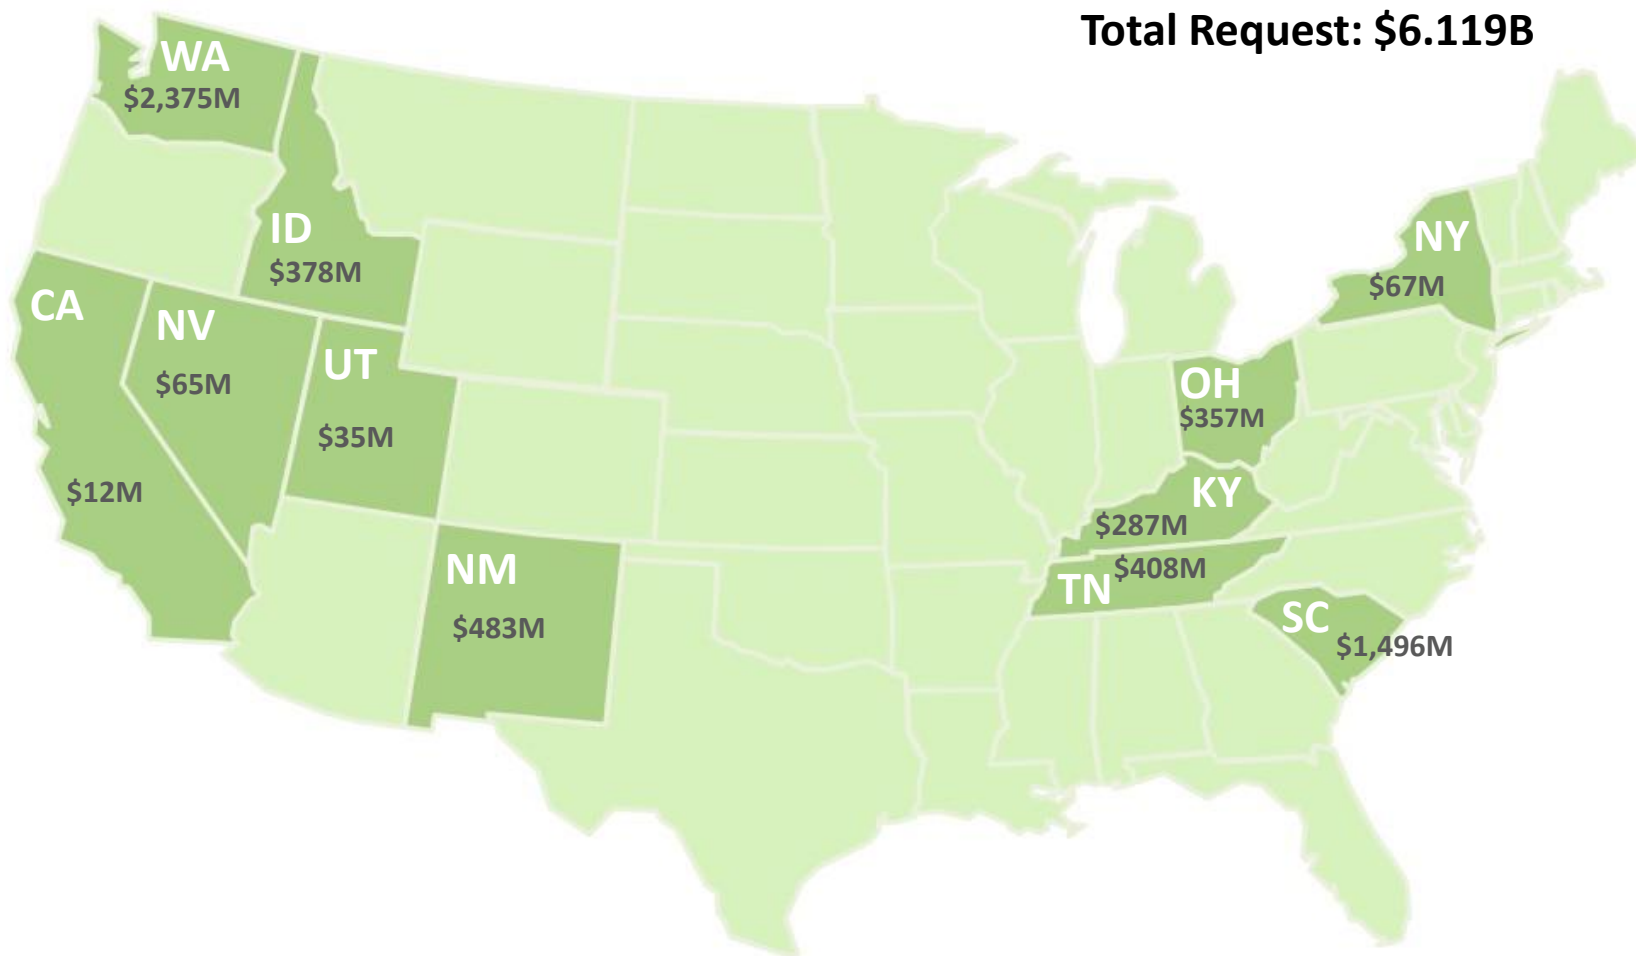 Total Request: $6.119B
WA
$2,375M
ID
$378M
CA
$12M
NV
$65M
UT
$35M
NM
$483M
NY
$67M
OH
$357M
KY
$287M
TN
$408M
SC
$1,496M